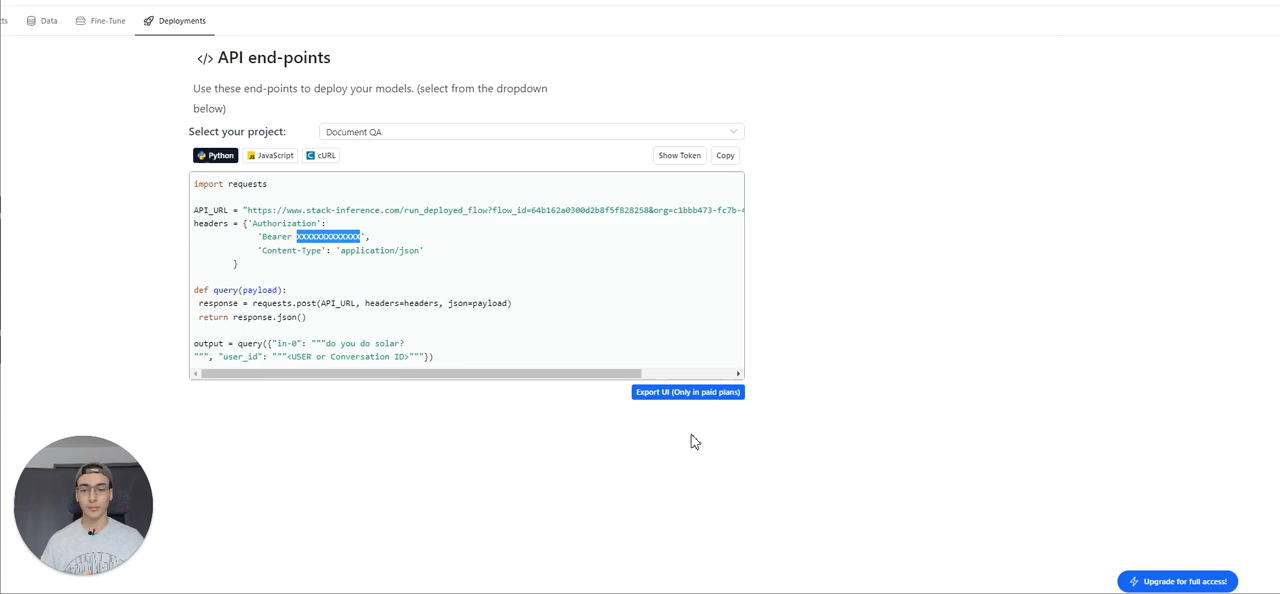 Data
Fine-Tune
Deployments
</> API end-points
Use these end-points to deploy your models. (select from the dropdown
below)
Select your project:
Document QA
Python
JavaScript
cURL
Show Token
Copy
import requests
API_URL = "https://www.stack-inference.com/run_deployed_flow?flow_id=64b162a0300d2b8f5f828258&org=c1bbb473-fc7b-4
headers = {'Authorization':
'Bearer XXXXXXXXXXXXX',
'Content-Type': 'application/json'
}
def query(payload):
response = requests.post(API_URL, headers=headers, json=payload)
return response.json()
output = query({"in-0": """do you do solar?
""", "user_id": """<USER or Conversation ID>"""})
Export UI (Only in paid plans)
Upgrade for full access!